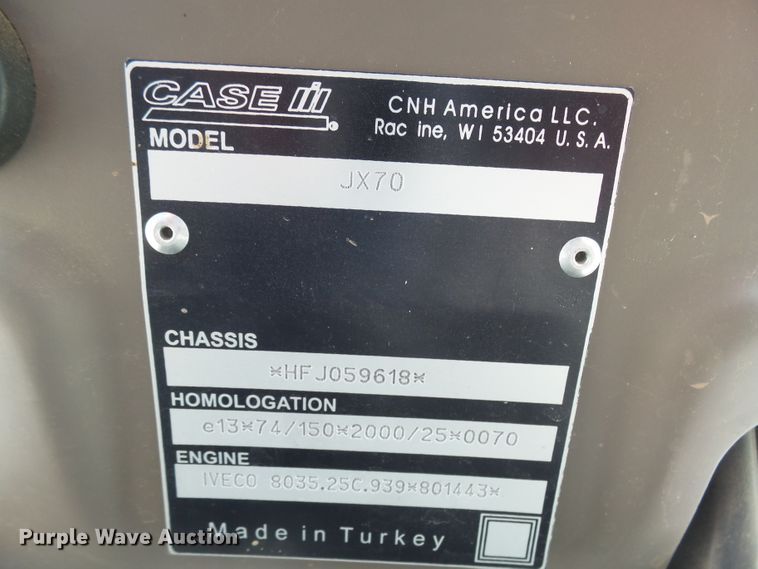 CASE IH
CNH America LLC.
Rac ine, WI 53404 U. S. A.
MODEL
JX70
CHASSIS
*HFJ059618*
HOMOLOGATION
e13*74/150*2000/25*0070
ENGINE
IVECO 8035.25C.939*801443*
Made in Turkey
Purple Wave Auction